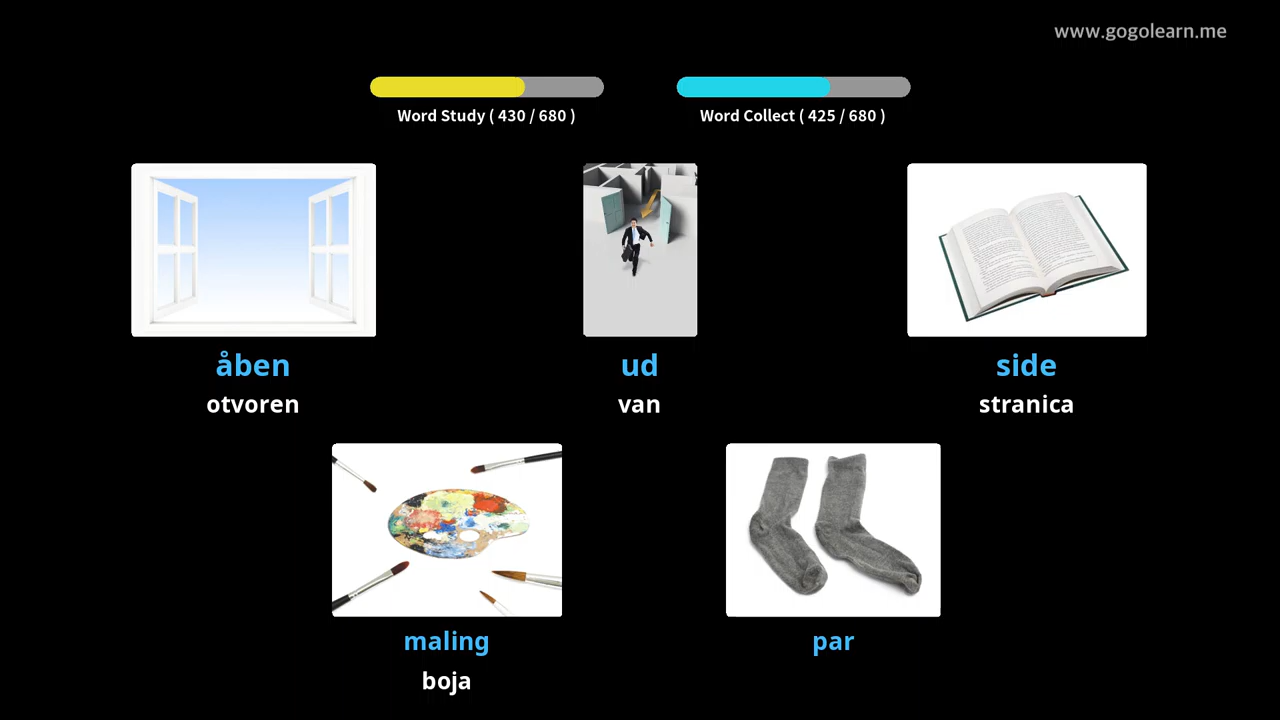 www.gogolearn.me
Word Study ( 430 / 680 )
Word Collect ( 425 / 680 )
åben
ud
side
otvoren
van
stranica
maling
par
boja